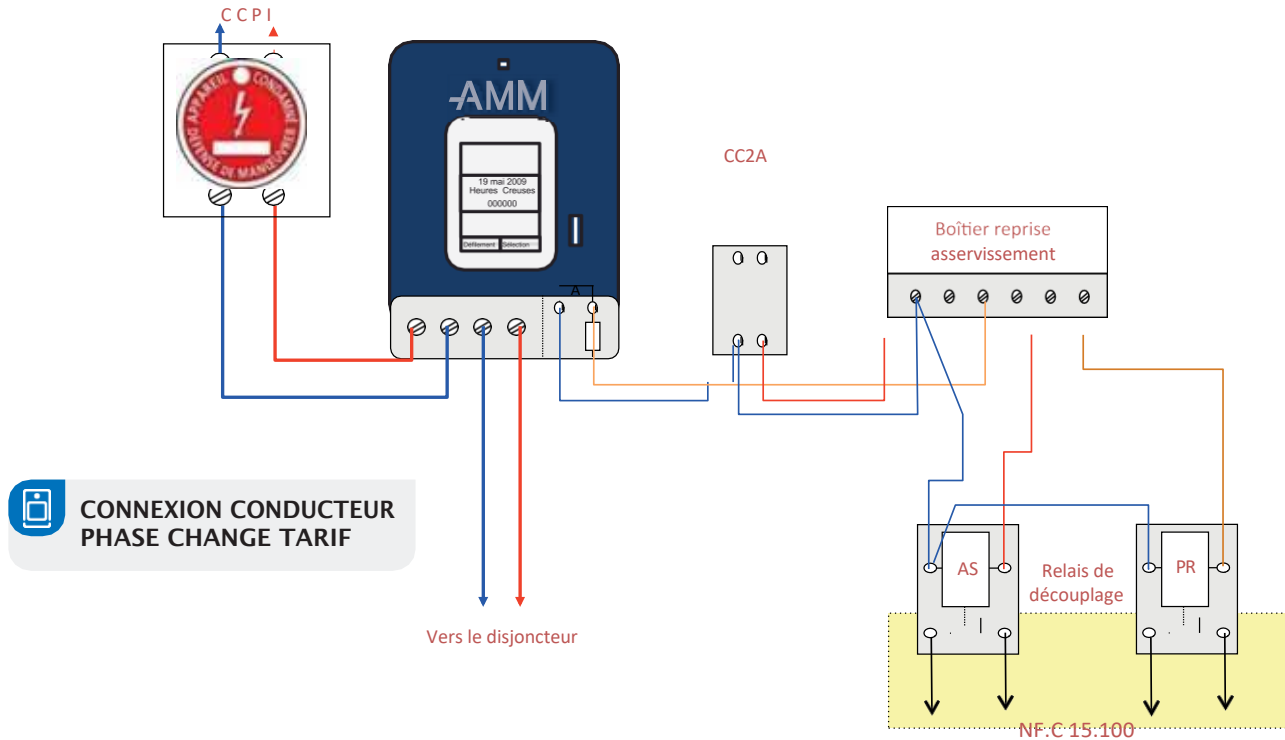 C C P I
APPAREIL CONDAMNÉ
DÉFENSE DE MANŒUVRER
AMM
19 mai 2009
Heures Creuses
000000
Défilement
Sélection
A
CC2A
Boîtier reprise
asservissement
CONNEXION CONDUCTEUR
PHASE CHANGE TARIF
Vers le disjoncteur
AS
Relais de
découplage
PR
NF.C 15.100